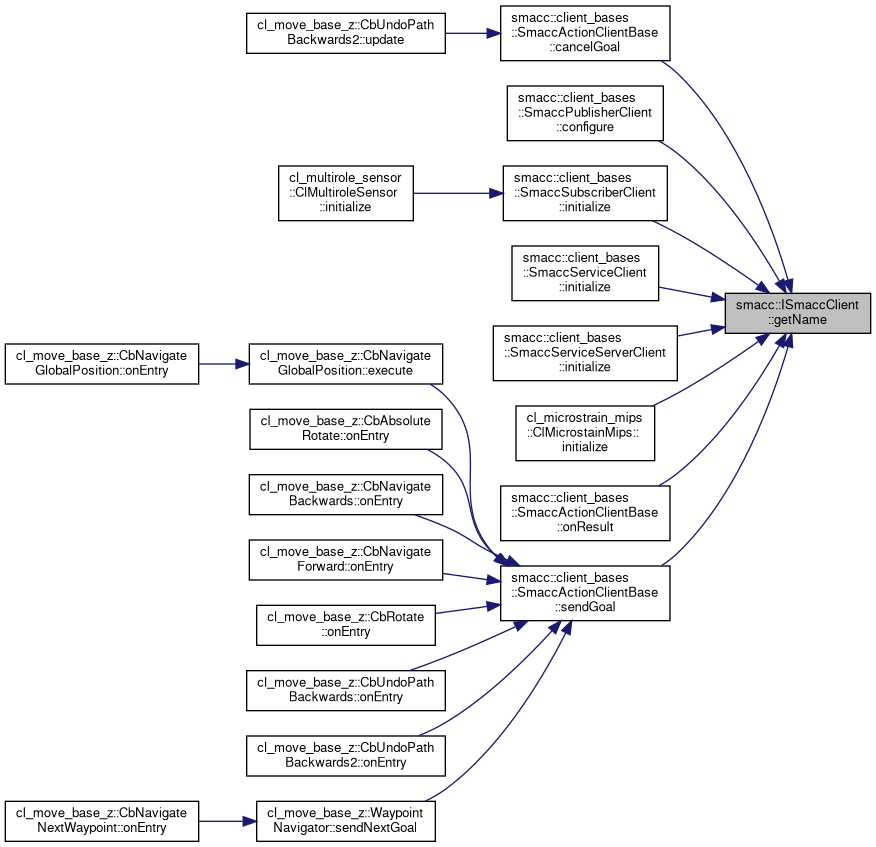 cl_move_base_z::CbUndoPath
Backwards2::update
smacc::client_bases
::SmaccActionClientBase
::cancelGoal
smacc::client_bases
::SmaccPublisherClient
::configure
cl_multirole_sensor
::ClMultiroleSensor
::initialize
smacc::client_bases
::SmaccSubscriberClient
::initialize
smacc::client_bases
::SmaccServiceClient
::initialize
smacc::ISmaccClient
::getName
smacc::client_bases
::SmaccServiceServerClient
::initialize
cl_move_base_z::CbNavigate
GlobalPosition::onEntry
cl_move_base_z::CbNavigate
GlobalPosition::execute
cl_move_base_z::CbAbsolute
Rotate::onEntry
cl_microstrain_mips
::ClMicrostainMips::
initialize
cl_move_base_z::CbNavigate
Backwards::onEntry
smacc::client_bases
::SmaccActionClientBase
::onResult
cl_move_base_z::CbNavigate
Forward::onEntry
smacc::client_bases
::SmaccActionClientBase
::sendGoal
cl_move_base_z::CbRotate
::onEntry
cl_move_base_z::CbUndoPath
Backwards::onEntry
cl_move_base_z::CbUndoPath
Backwards2::onEntry
cl_move_base_z::CbNavigate
NextWaypoint::onEntry
cl_move_base_z::Waypoint
Navigator::sendNextGoal